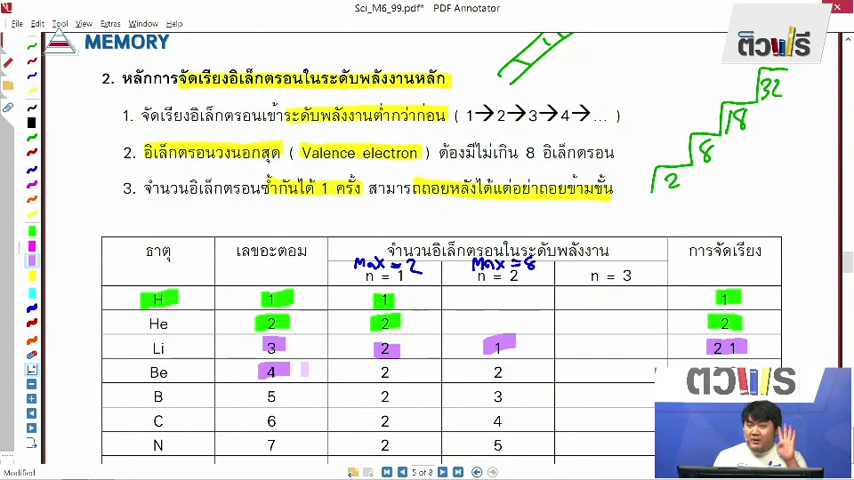 Sci_M6_99.pdf* - PDF Annotator
File Edit Tool View Extras Window Help
MEMORY
ติวฟรี
2. หลักการจัดเรียงอิเล็กตรอนในระดับพลังงานหลัก
1. จัดเรียงอิเล็กตรอนเข้าระดับพลังงานต่ำกว่าก่อน ( 1→2→3→4→... )
2. อิเล็กตรอนวงนอกสุด ( Valence electron ) ต้องมีไม่เกิน 8 อิเล็กตรอน
3. จำนวนอิเล็กตรอนซ้ำกันได้ 1 ครั้ง สามารถถอยหลังได้แต่อย่าถอยข้ามขั้น
2 8 18 32
ธาตุ เลขอะตอม จำนวนอิเล็กตรอนในระดับพลังงาน การจัดเรียง
Max = 2 Max = 8
n = 1 n = 2 n = 3
H 1 1 1
He 2 2 2
Li 3 2 1 2 1
Be 4 2 2
B 5 2 3
C 6 2 4
N 7 2 5
ติวฟรี
Modified
5 of 8